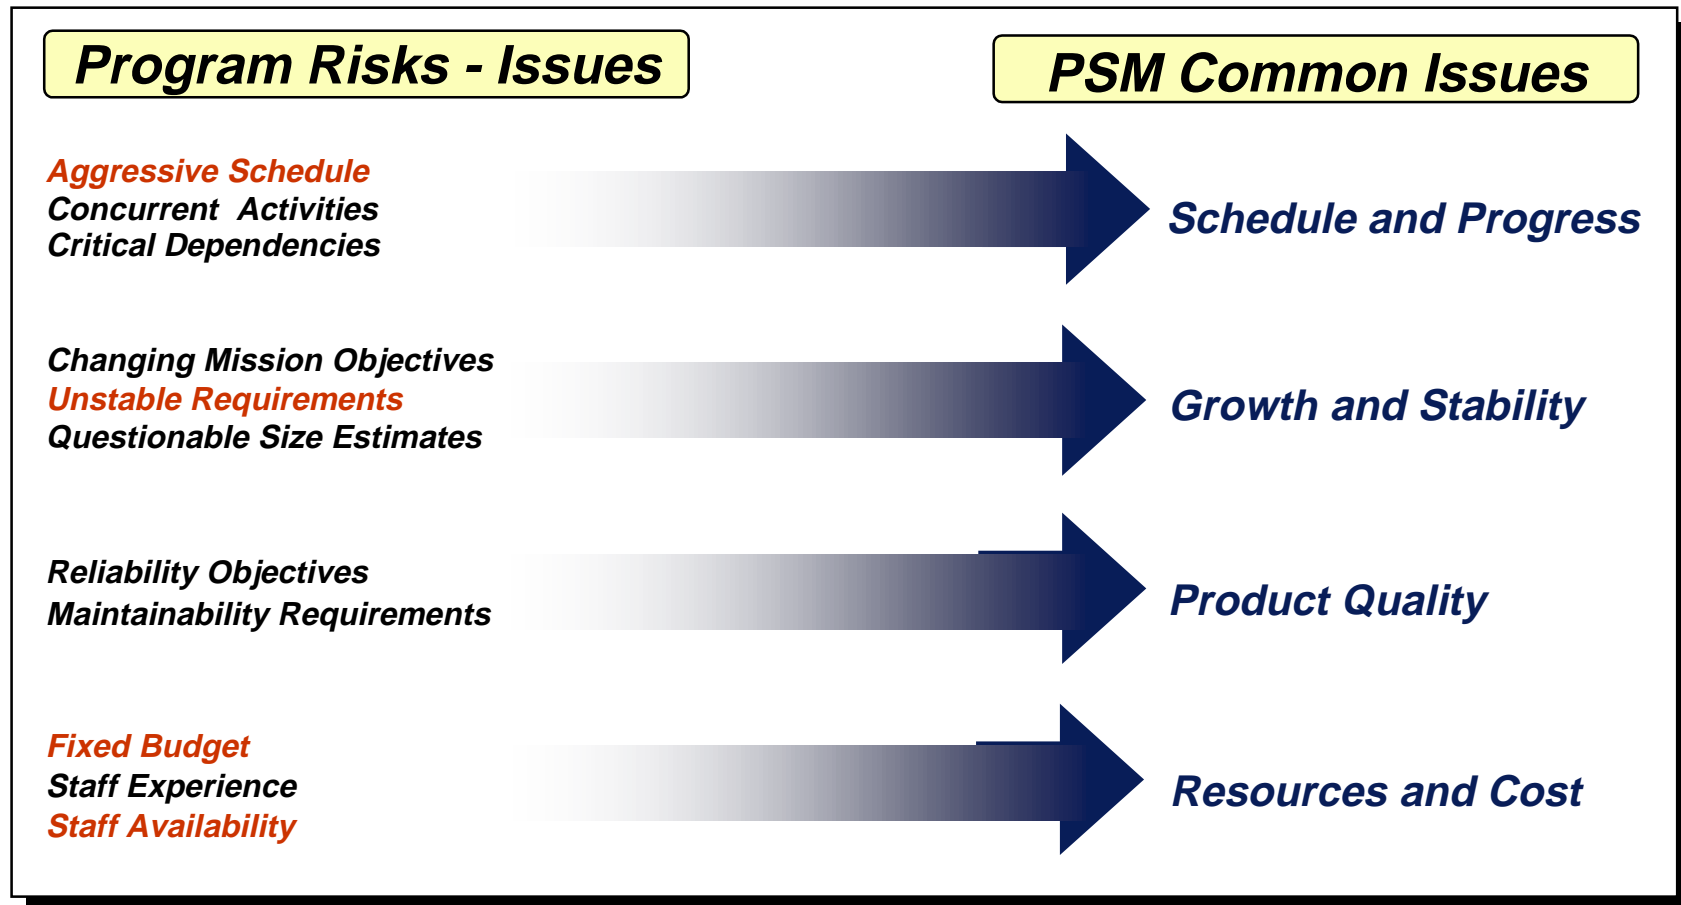 Program Risks - Issues
PSM Common Issues
Aggressive Schedule
Concurrent Activities
Critical Dependencies
Schedule and Progress
Changing Mission Objectives
Unstable Requirements
Questionable Size Estimates
Growth and Stability
Reliability Objectives
Maintainability Requirements
Product Quality
Fixed Budget
Staff Experience
Staff Availability
Resources and Cost